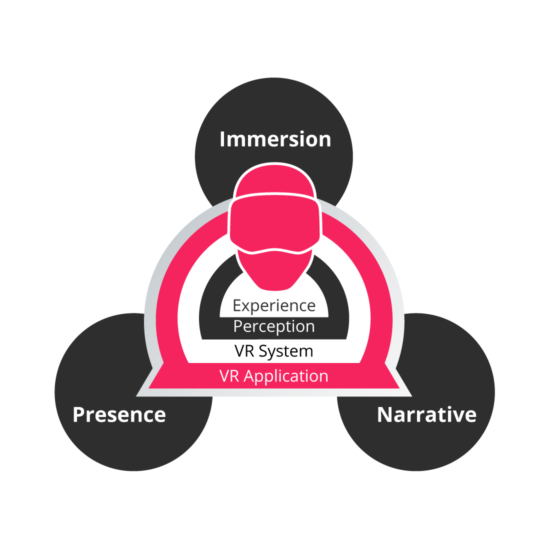 Immersion
Experience
Perception
VR System
VR Application
Presence
Narrative